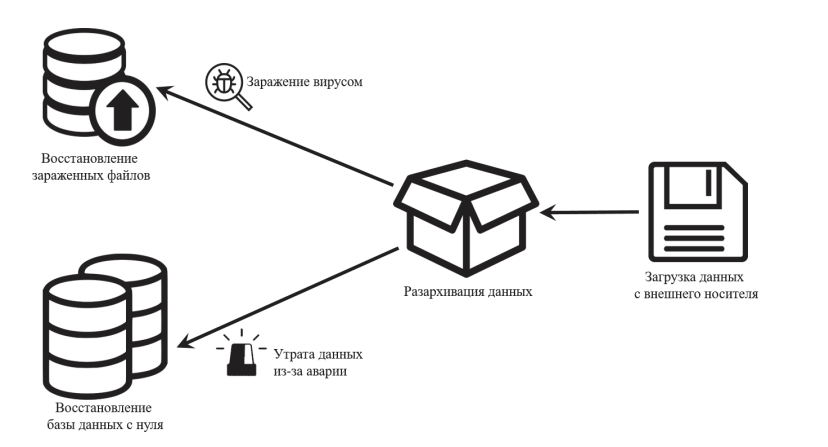 Заражение вирусом
Восстановление
зараженных файлов
Разархивация данных
Загрузка данных
с внешнего носителя
Утрата данных
из-за аварии
Восстановление
базы данных с нуля